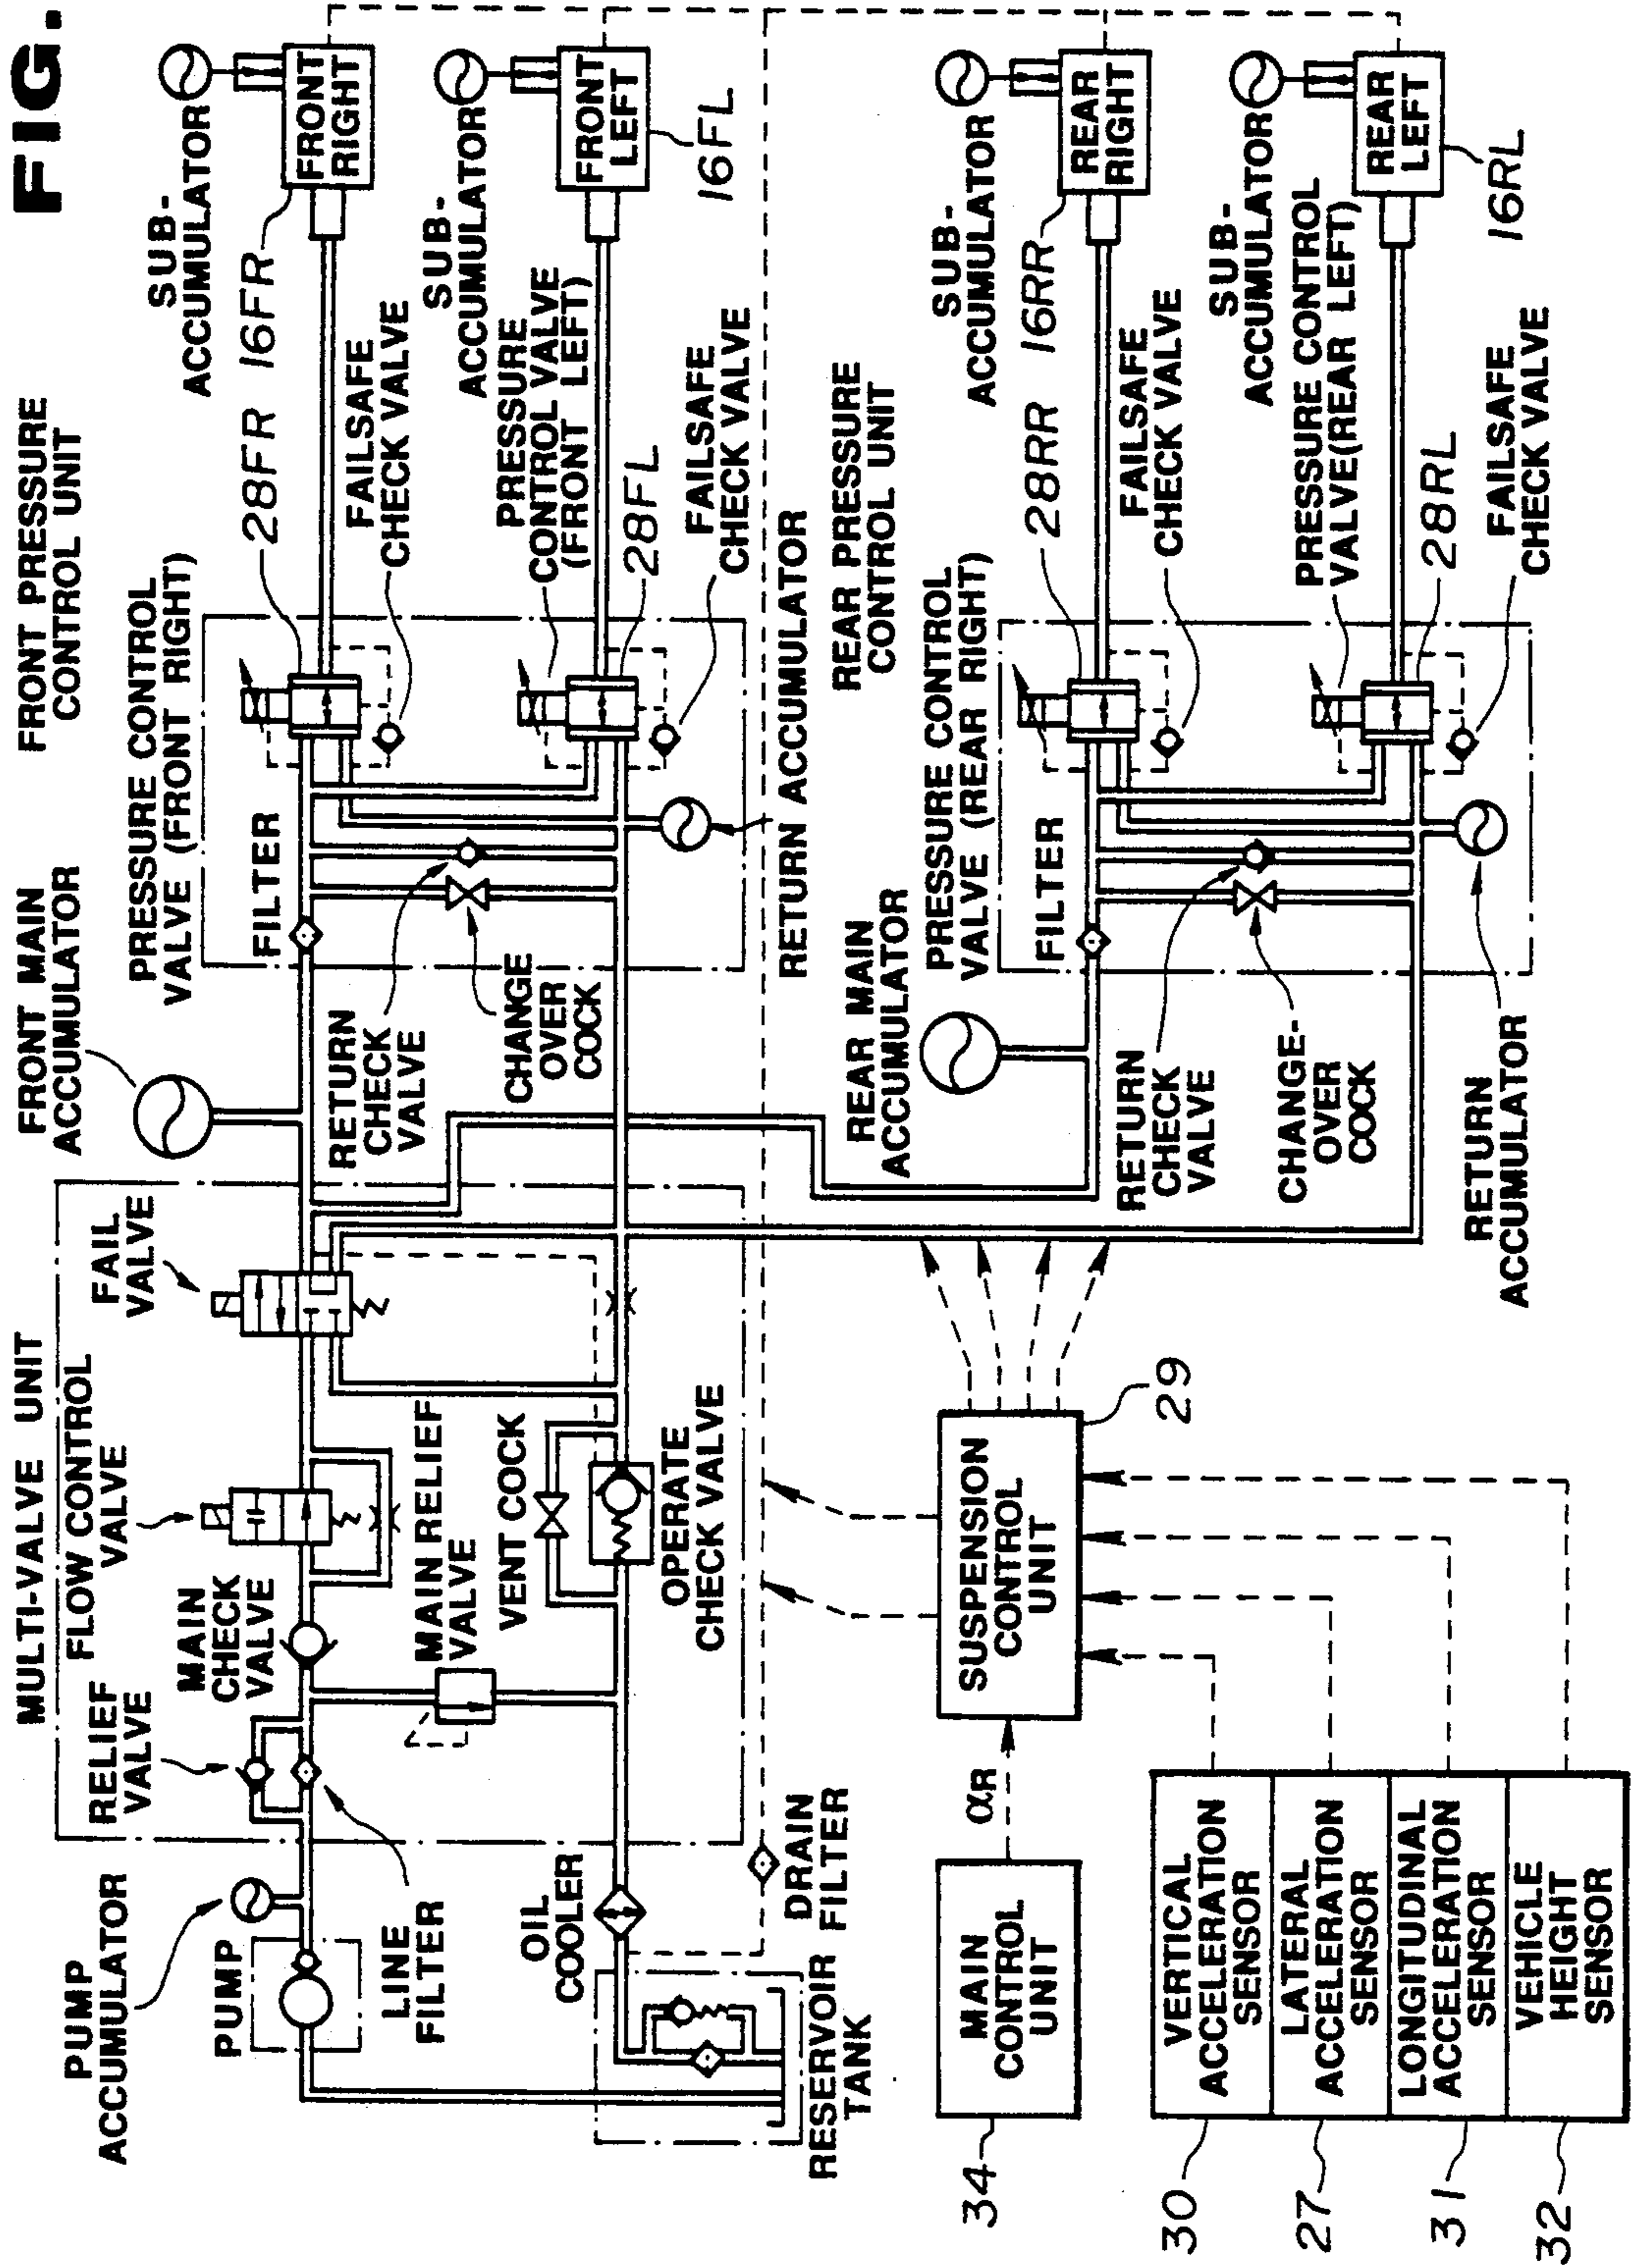 FIG.
FRONT MAIN
ACCUMULATOR
FRONT PRESSURE
CONTROL UNIT
MULTI-VALVE UNIT
PUMP
ACCUMULATOR
RELIEF
VALVE
MAIN
CHECK
VALVE
FLOW CONTROL
VALVE
FAIL
VALVE
PRESSURE CONTROL
VALVE (FRONT RIGHT)
28FR
16FR
SUB-
ACCUMULATOR
FRONT
RIGHT
PUMP
FILTER
FAILSAFE
CHECK VALVE
LINE
FILTER
RETURN
CHECK
VALVE
MAIN RELIEF
VALVE
VENT COCK
CHANGE
OVER
COCK
PRESSURE
CONTROL VALVE
(FRONT LEFT)
SUB-
ACCUMULATOR
FRONT
LEFT
OIL
COOLER
28FL
16FL
OPERATE
CHECK VALVE
FAILSAFE
CHECK VALVE
RESERVOIR
TANK
DRAIN
FILTER
RETURN ACCUMULATOR
REAR MAIN
ACCUMULATOR
REAR PRESSURE
CONTROL UNIT
PRESSURE CONTROL
VALVE (REAR RIGHT)
28RR
16RR
SUB-
ACCUMULATOR
REAR
RIGHT
34
MAIN
CONTROL
UNIT
αR
SUSPENSION
CONTROL
UNIT
29
FILTER
FAILSAFE
CHECK VALVE
RETURN
CHECK
VALVE
CHANGE-
OVER
COCK
PRESSURE CONTROL
VALVE(REAR LEFT)
SUB-
ACCUMULATOR
REAR
LEFT
28RL
16RL
RETURN
ACCUMULATOR
FAILSAFE
CHECK VALVE
30
VERTICAL
ACCELERATION
SENSOR
27
LATERAL
ACCELERATION
SENSOR
31
LONGITUDINAL
ACCELERATION
SENSOR
32
VEHICLE
HEIGHT
SENSOR